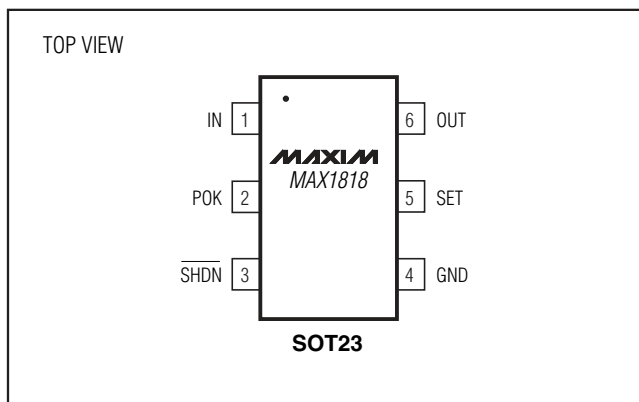 TOP VIEW
IN 1
6 OUT
MAXIM
MAX1818
POK 2
5 SET
SHDN 3
4 GND
SOT23